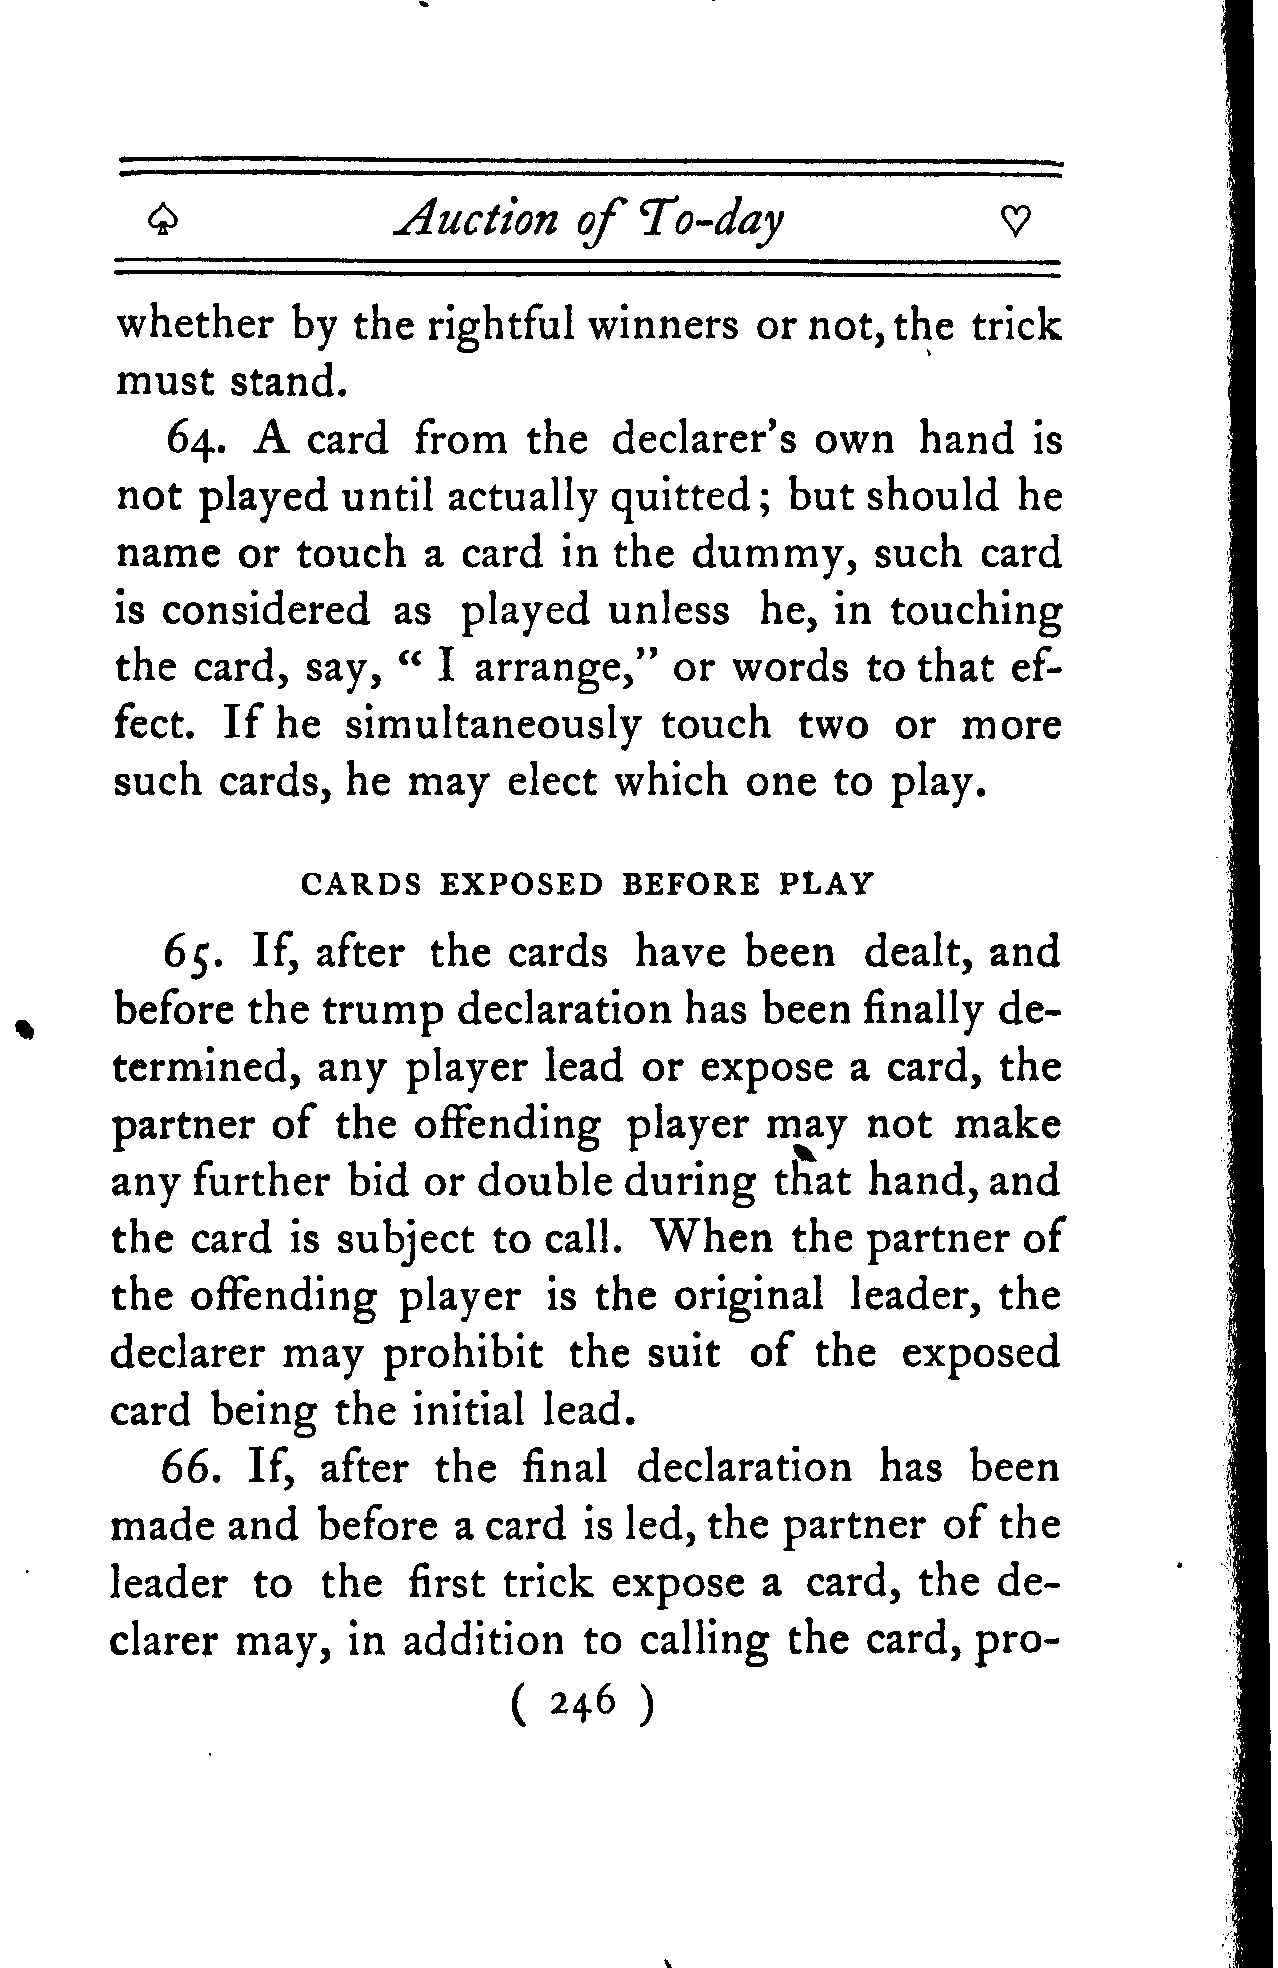 ♤ Auction of To-day ♡
whether by the rightful winners or not, the trick
must stand.
64. A card from the declarer's own hand is
not played until actually quitted; but should he
name or touch a card in the dummy, such card
is considered as played unless he, in touching
the card, say, “ I arrange,” or words to that ef-
fect. If he simultaneously touch two or more
such cards, he may elect which one to play.
CARDS EXPOSED BEFORE PLAY
65. If, after the cards have been dealt, and
before the trump declaration has been finally de-
termined, any player lead or expose a card, the
partner of the offending player may not make
any further bid or double during that hand, and
the card is subject to call. When the partner of
the offending player is the original leader, the
declarer may prohibit the suit of the exposed
card being the initial lead.
66. If, after the final declaration has been
made and before a card is led, the partner of the
leader to the first trick expose a card, the de-
clarer may, in addition to calling the card, pro-
( 246 )